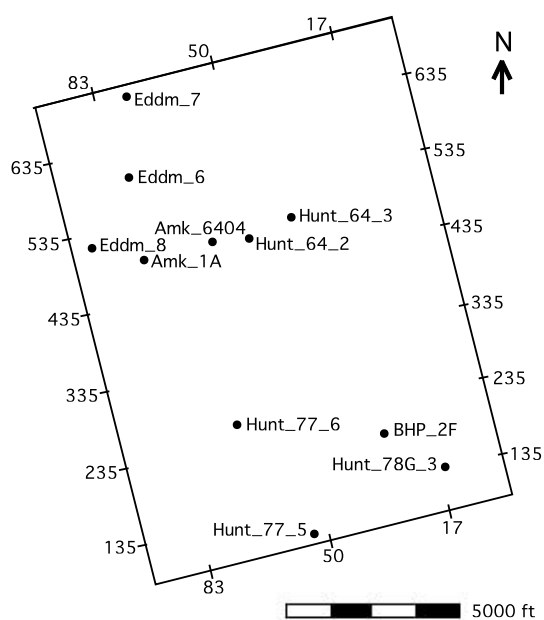 17
50
83
N
635
Eddm_7
535
635
Eddm_6
Hunt_64_3
435
Amk_6404
535
Eddm_8
Hunt_64_2
Amk_1A
335
435
235
335
Hunt_77_6
BHP_2F
135
Hunt_78G_3
235
17
Hunt_77_5
135
50
83
5000 ft